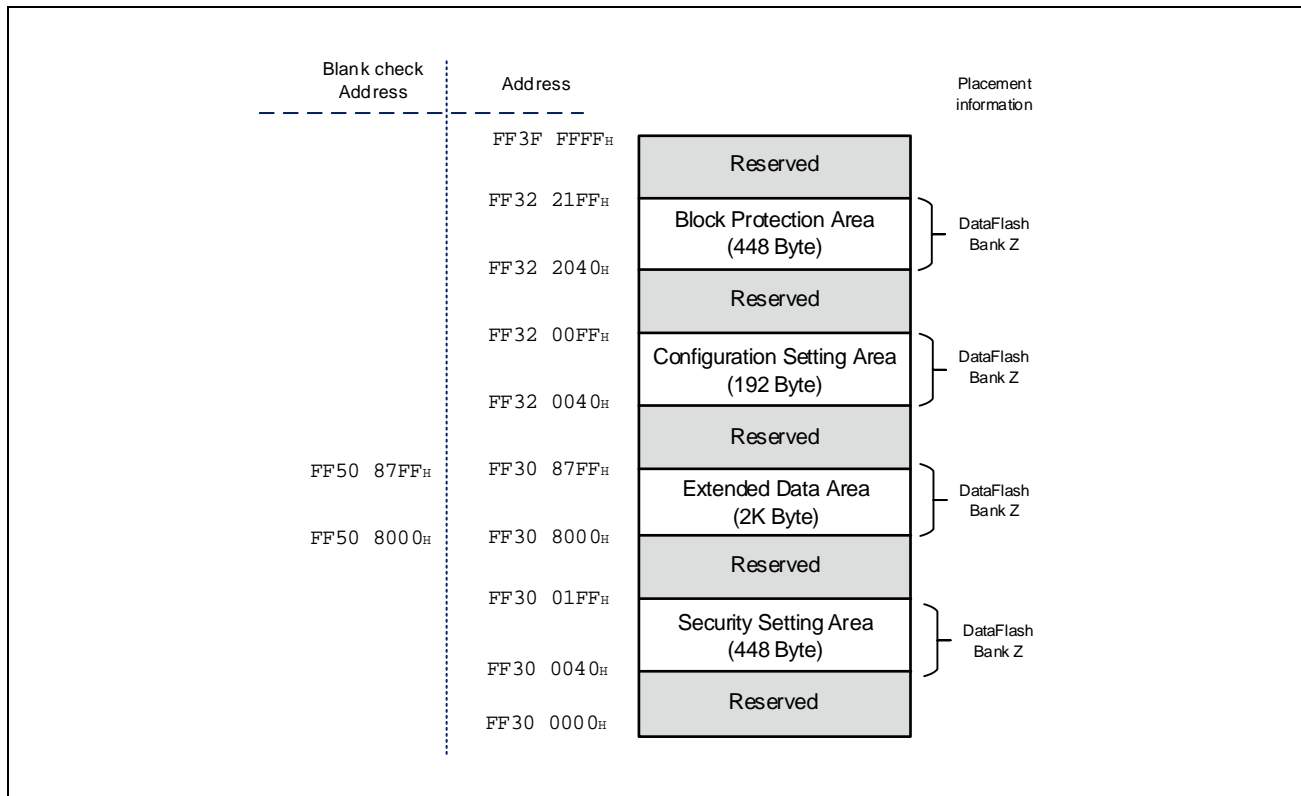 Blank check
Address
Address
Placement
information
FF3F FFFFH
Reserved
FF32 21FFH
Block Protection Area
(448 Byte)
DataFlash
Bank Z
FF32 2040H
Reserved
FF32 00FFH
Configuration Setting Area
(192 Byte)
DataFlash
Bank Z
FF32 0040H
Reserved
FF50 87FFH
FF30 87FFH
Extended Data Area
(2K Byte)
DataFlash
Bank Z
FF50 8000H
FF30 8000H
Reserved
FF30 01FFH
Security Setting Area
(448 Byte)
DataFlash
Bank Z
FF30 0040H
Reserved
FF30 0000H